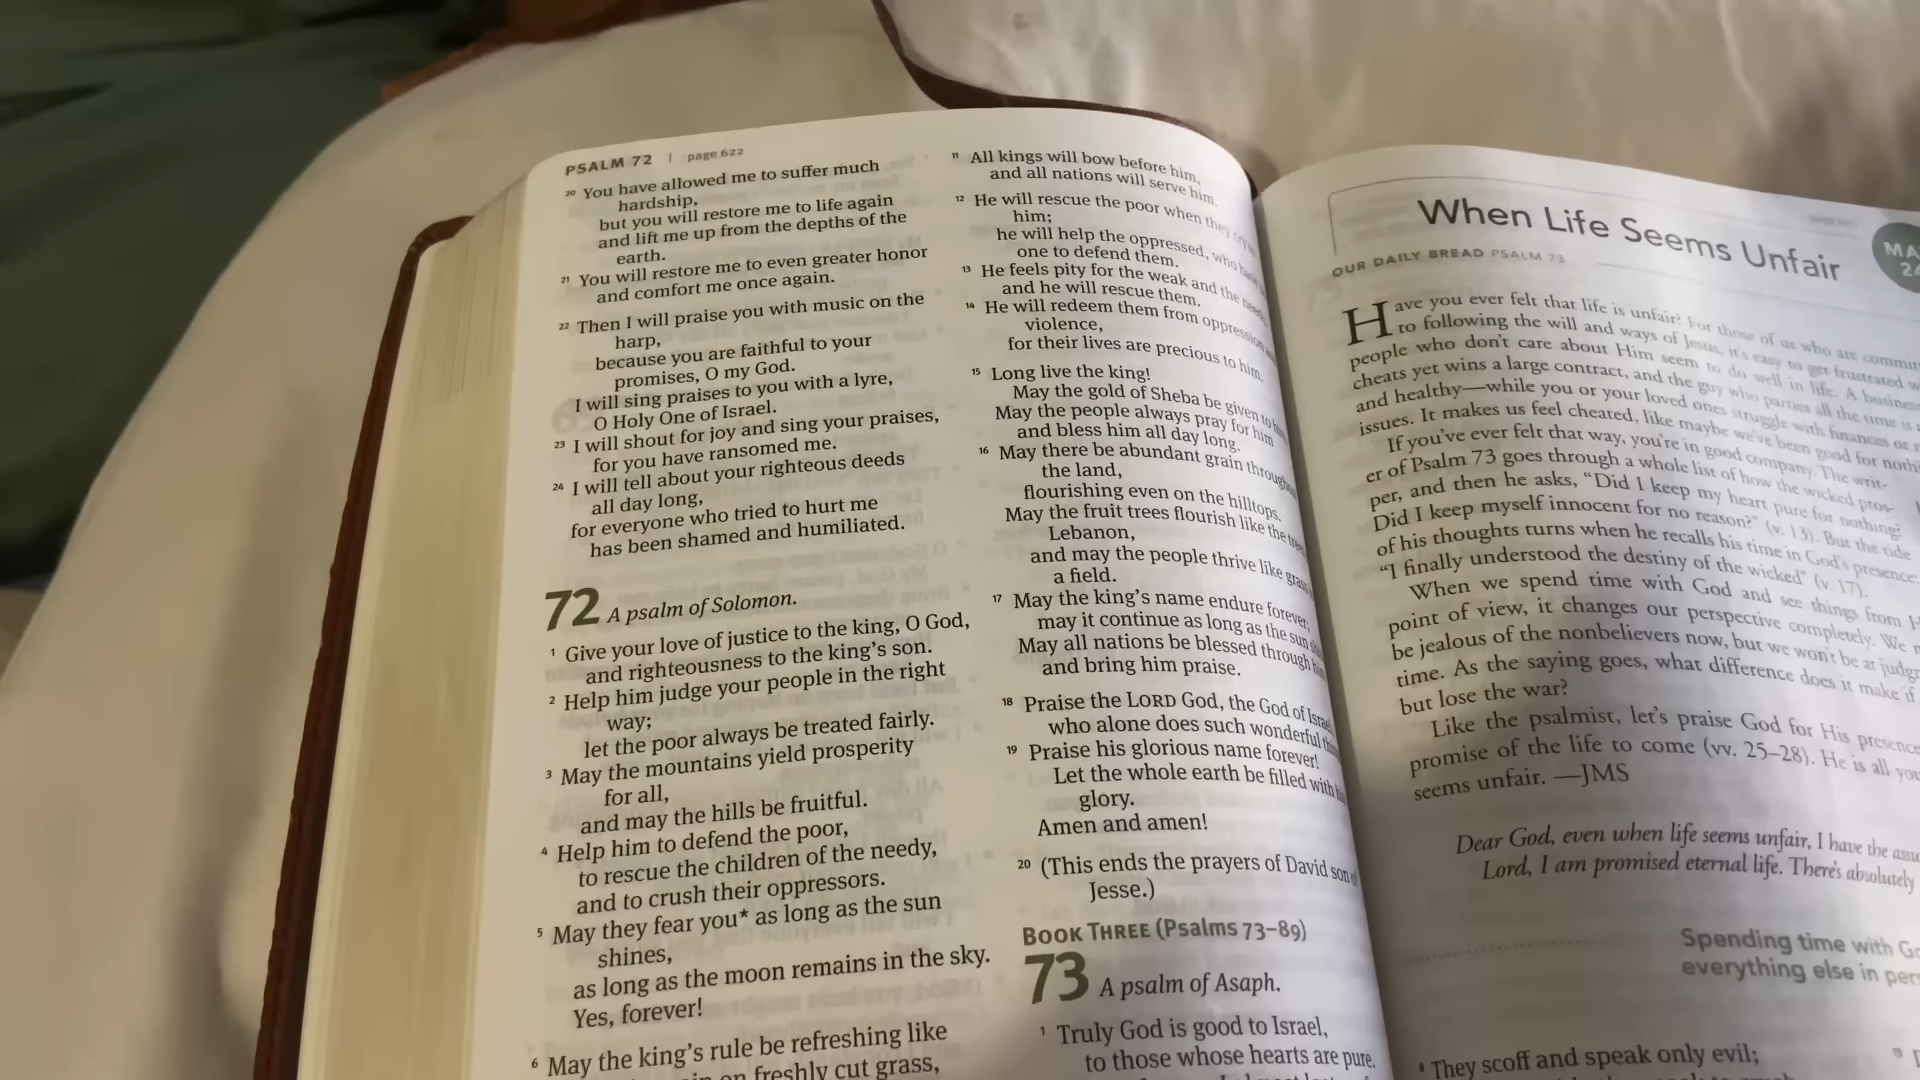 PSALM 72 | page 622
20 You have allowed me to suffer much
hardship,
but you will restore me to life again
and lift me up from the depths of the
earth.
21 You will restore me to even greater honor
and comfort me once again.
22 Then I will praise you with music on the
harp,
because you are faithful to your
promises, O my God.
I will sing praises to you with a lyre,
O Holy One of Israel.
23 I will shout for joy and sing your praises,
for you have ransomed me.
24 I will tell about your righteous deeds
all day long,
for everyone who tried to hurt me
has been shamed and humiliated.
72 A psalm of Solomon.
1 Give your love of justice to the king, O God,
and righteousness to the king's son.
2 Help him judge your people in the right
way;
let the poor always be treated fairly.
3 May the mountains yield prosperity
for all,
and may the hills be fruitful.
4 Help him to defend the poor,
to rescue the children of the needy,
and to crush their oppressors.
5 May they fear you* as long as the sun
shines,
as long as the moon remains in the sky.
Yes, forever!
6 May the king's rule be refreshing like
on freshly cut grass,
11 All kings will bow before him,
and all nations will serve him.
12 He will rescue the poor when they cry
him;
he will help the oppressed, who have
one to defend them.
13 He feels pity for the weak and the needy,
and he will rescue them.
14 He will redeem them from oppression
violence,
for their lives are precious to him.
15 Long live the king!
May the gold of Sheba be given to
May the people always pray for him
and bless him all day long.
16 May there be abundant grain throughout
the land,
flourishing even on the hilltops.
May the fruit trees flourish like the
Lebanon,
and may the people thrive like
a field.
17 May the king's name endure forever;
may it continue as long as the sun
May all nations be blessed through
and bring him praise.
18 Praise the LORD God, the God of
who alone does such wonderful
19 Praise his glorious name forever!
Let the whole earth be filled with
glory.
Amen and amen!
20 (This ends the prayers of David son of
Jesse.)
BOOK THREE (Psalms 73–89)
73 A psalm of Asaph.
1 Truly God is good to Israel,
to those whose hearts are pure.
When Life Seems Unfair
OUR DAILY BREAD PSALM 73
Have you ever felt that life is unfair? For those of us who are
to following the will and ways of Jesus, it's easy to get frustrated
people who don't care about Him seem to do well in life. A
cheats yet wins a large contract, and the guy who parties all the time is
and healthy—while you or your loved ones struggle with finances or
issues. It makes us feel cheated, like maybe we've been good for
If you've ever felt that way, you're in good company. The writ-
er of Psalm 73 goes through a whole list of how the wicked pros-
per, and then he asks, "Did I keep my heart pure for nothing?
Did I keep myself innocent for no reason?" (v. 13). But the tide
of his thoughts turns when he recalls his time in God's presence:
"I finally understood the destiny of the wicked" (v. 17).
When we spend time with God and see things from
point of view, it changes our perspective completely. We
be jealous of the nonbelievers now, but we won't be at
time. As the saying goes, what difference does it make if
but lose the war?
Like the psalmist, let's praise God for His presence
promise of the life to come (vv. 25–28). He is all you
seems unfair. —JMS
Dear God, even when life seems unfair, I have the
Lord, I am promised eternal life. There's absolutely
Spending time with
everything else in
8 They scoff and speak only evil;